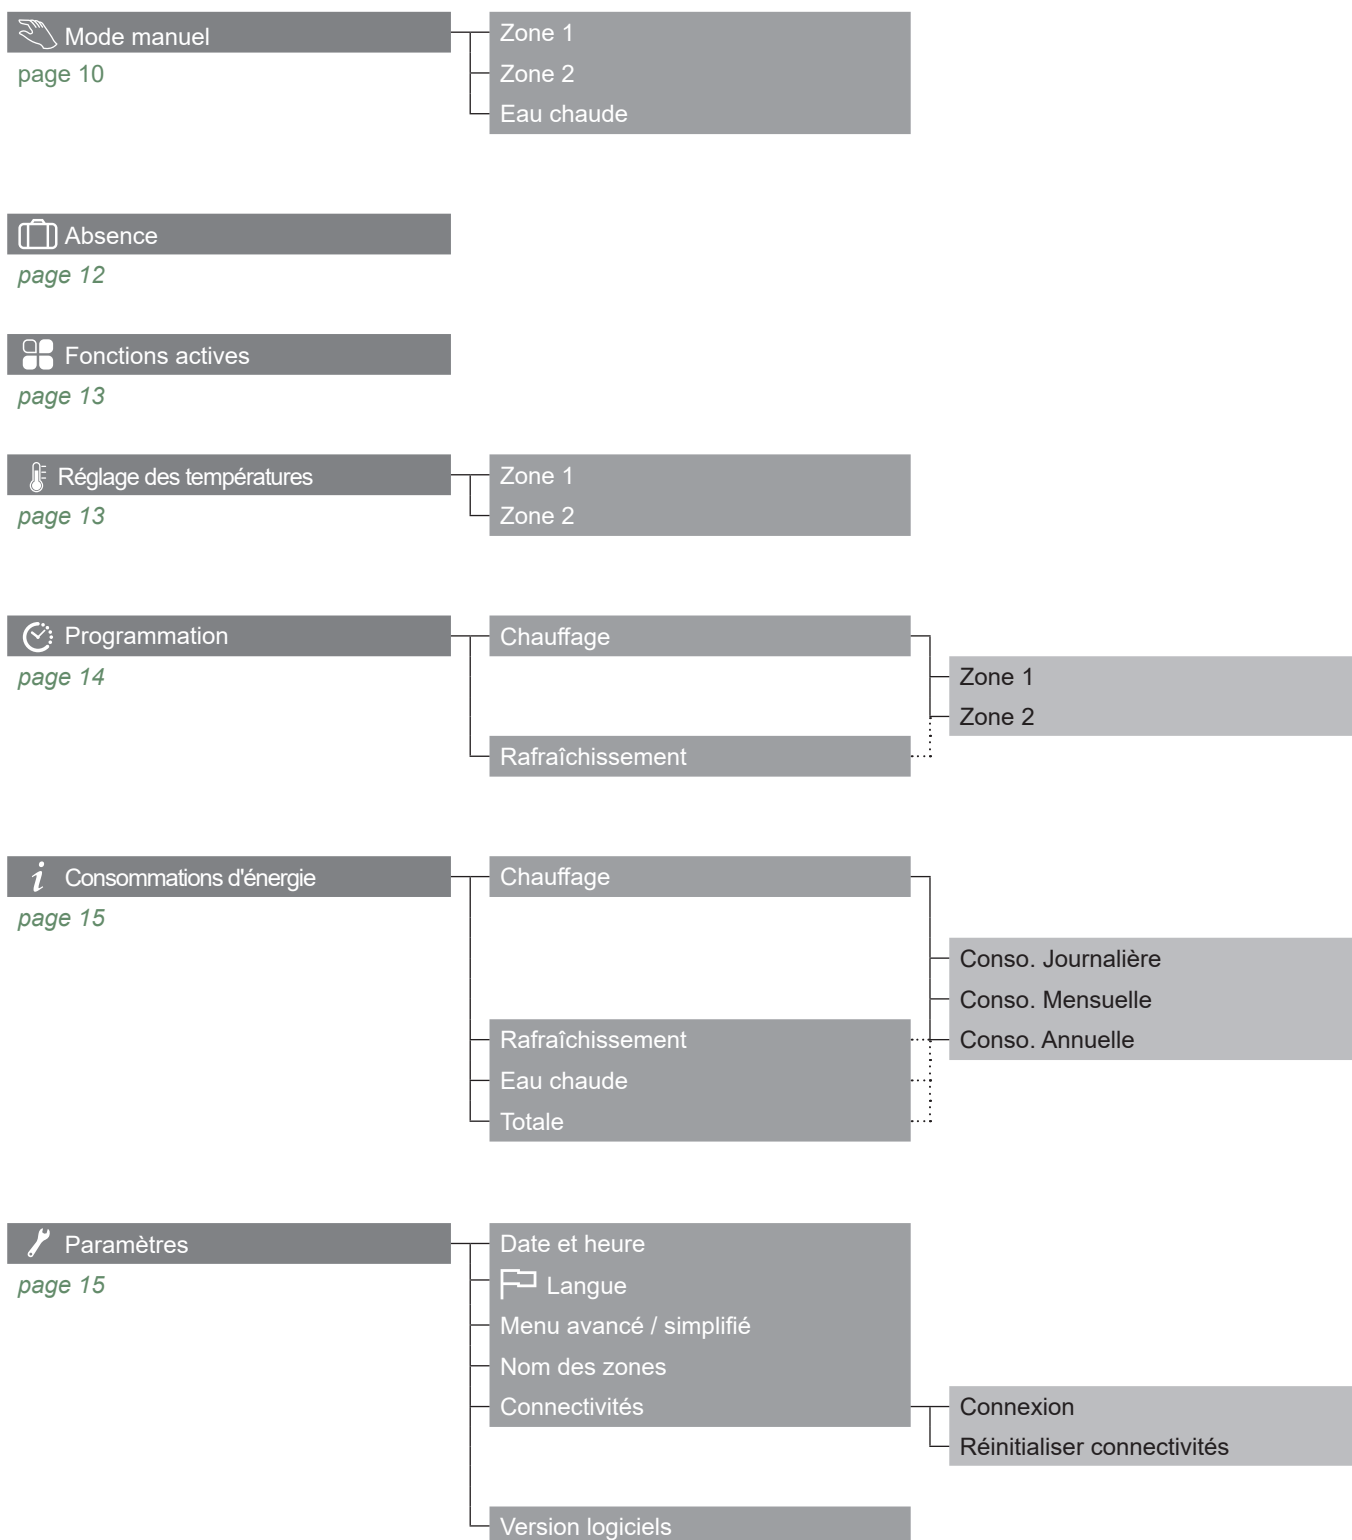 Mode manuel
page 10
Zone 1
Zone 2
Eau chaude
Absence
page 12
Fonctions actives
page 13
Réglage des températures
page 13
Zone 1
Zone 2
Programmation
page 14
Chauffage
Zone 1
Zone 2
Rafraîchissement
Consommations d'énergie
page 15
Chauffage
Conso. Journalière
Conso. Mensuelle
Conso. Annuelle
Rafraîchissement
Eau chaude
Totale
Paramètres
page 15
Date et heure
Langue
Menu avancé / simplifié
Nom des zones
Connectivités
Connexion
Réinitialiser connectivités
Version logiciels